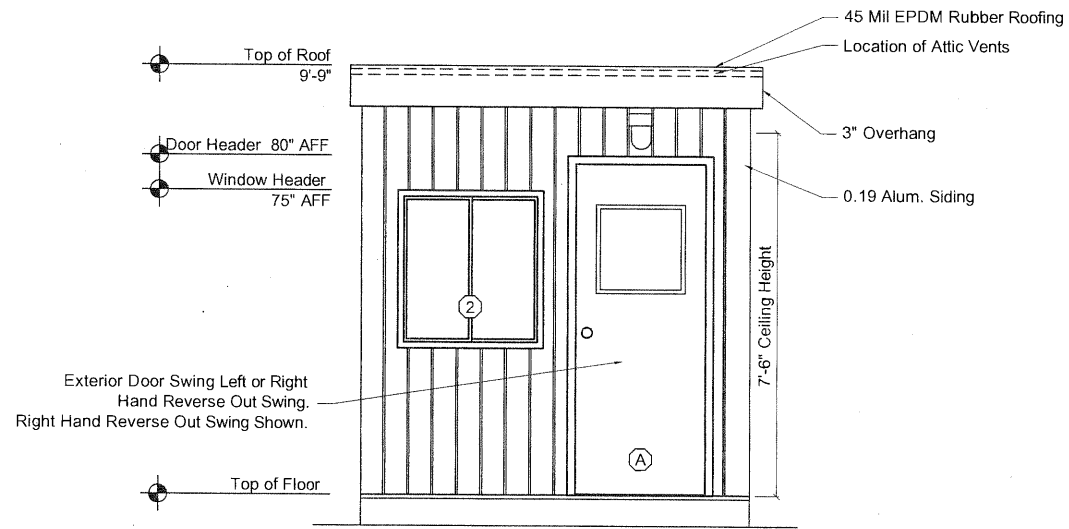 45 Mil EPDM Rubber Roofing
Location of Attic Vents
Top of Roof
9'-9"
3" Overhang
Door Header 80" AFF
Window Header
75" AFF
0.19 Alum. Siding
7'-6" Ceiling Height
2
Exterior Door Swing Left or Right
Hand Reverse Out Swing.
Right Hand Reverse Out Swing Shown.
A
Top of Floor